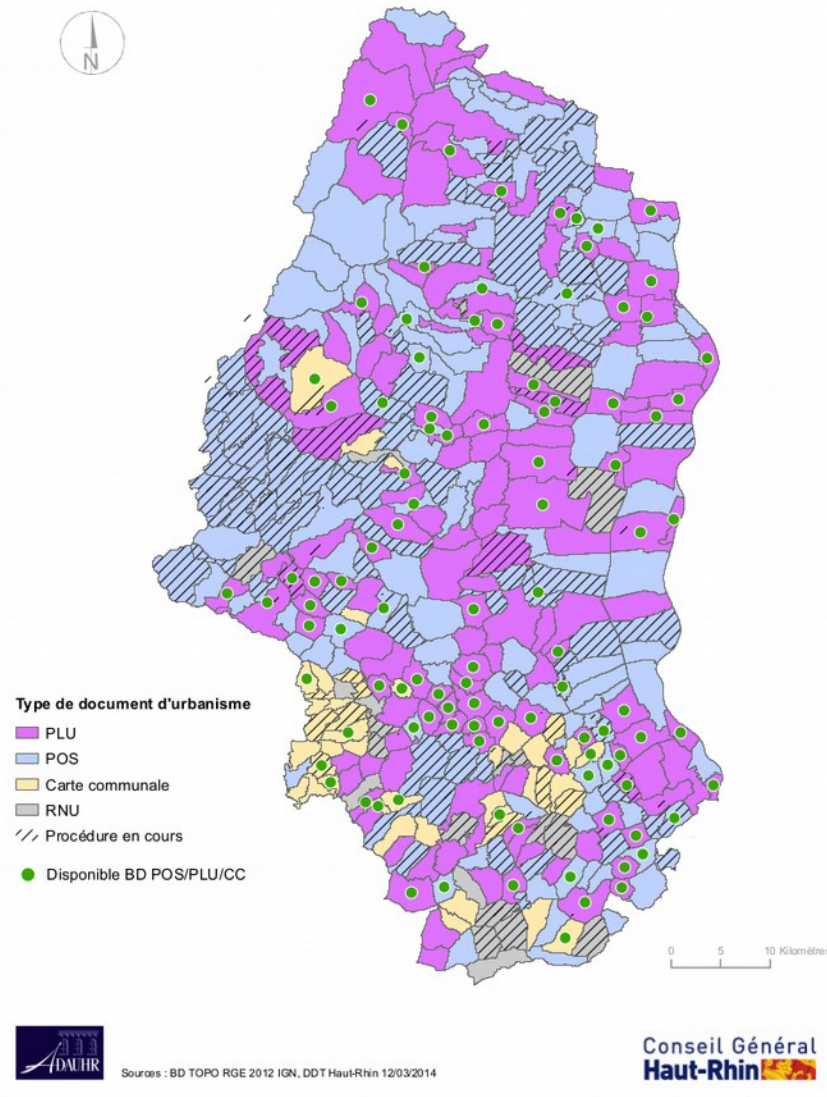 N
Type de document d'urbanisme
PLU
POS
Carte communale
RNU
Procédure en cours
Disponible BD POS/PLU/CC
0 5 10 Kilomètre
ADAUHR
Sources : BD TOPO RGE 2012 IGN, DDT Haut-Rhin 12/03/2014
Conseil Général
Haut-Rhin